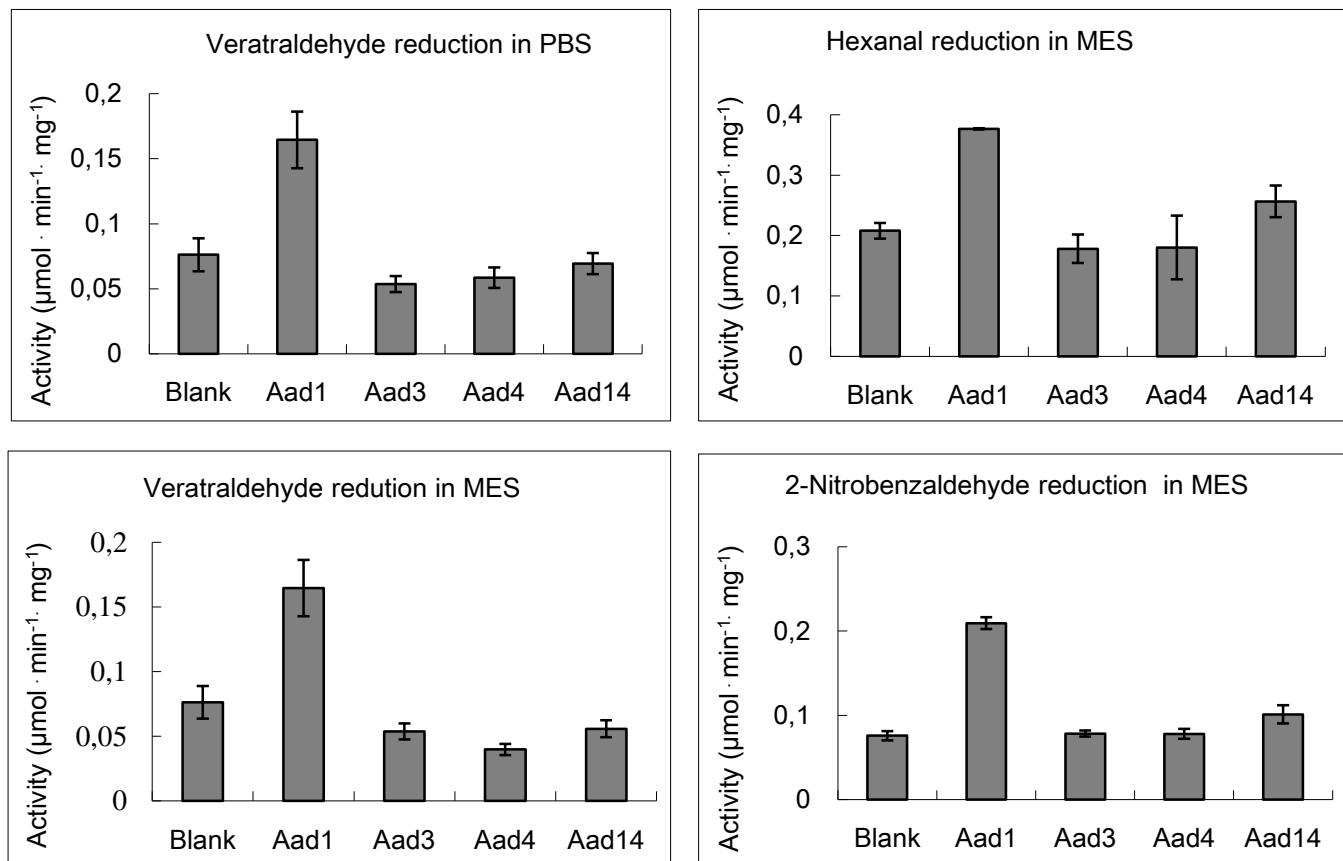 Veratraldehyde reduction in PBS
Activity (µmol · min⁻¹· mg⁻¹)
0,2
0,15
0,1
0,05
0
Blank Aad1 Aad3 Aad4 Aad14
Hexanal reduction in MES
Activity (µmol · min⁻¹· mg⁻¹)
0,4
0,3
0,2
0,1
0
Blank Aad1 Aad3 Aad4 Aad14
Veratraldehyde redution in MES
Activity (µmol · min⁻¹· mg⁻¹)
0,2
0,15
0,1
0,05
0
Blank Aad1 Aad3 Aad4 Aad14
2-Nitrobenzaldehyde reduction in MES
Activity (µmol · min⁻¹· mg⁻¹)
0,3
0,2
0,1
0
Blank Aad1 Aad3 Aad4 Aad14